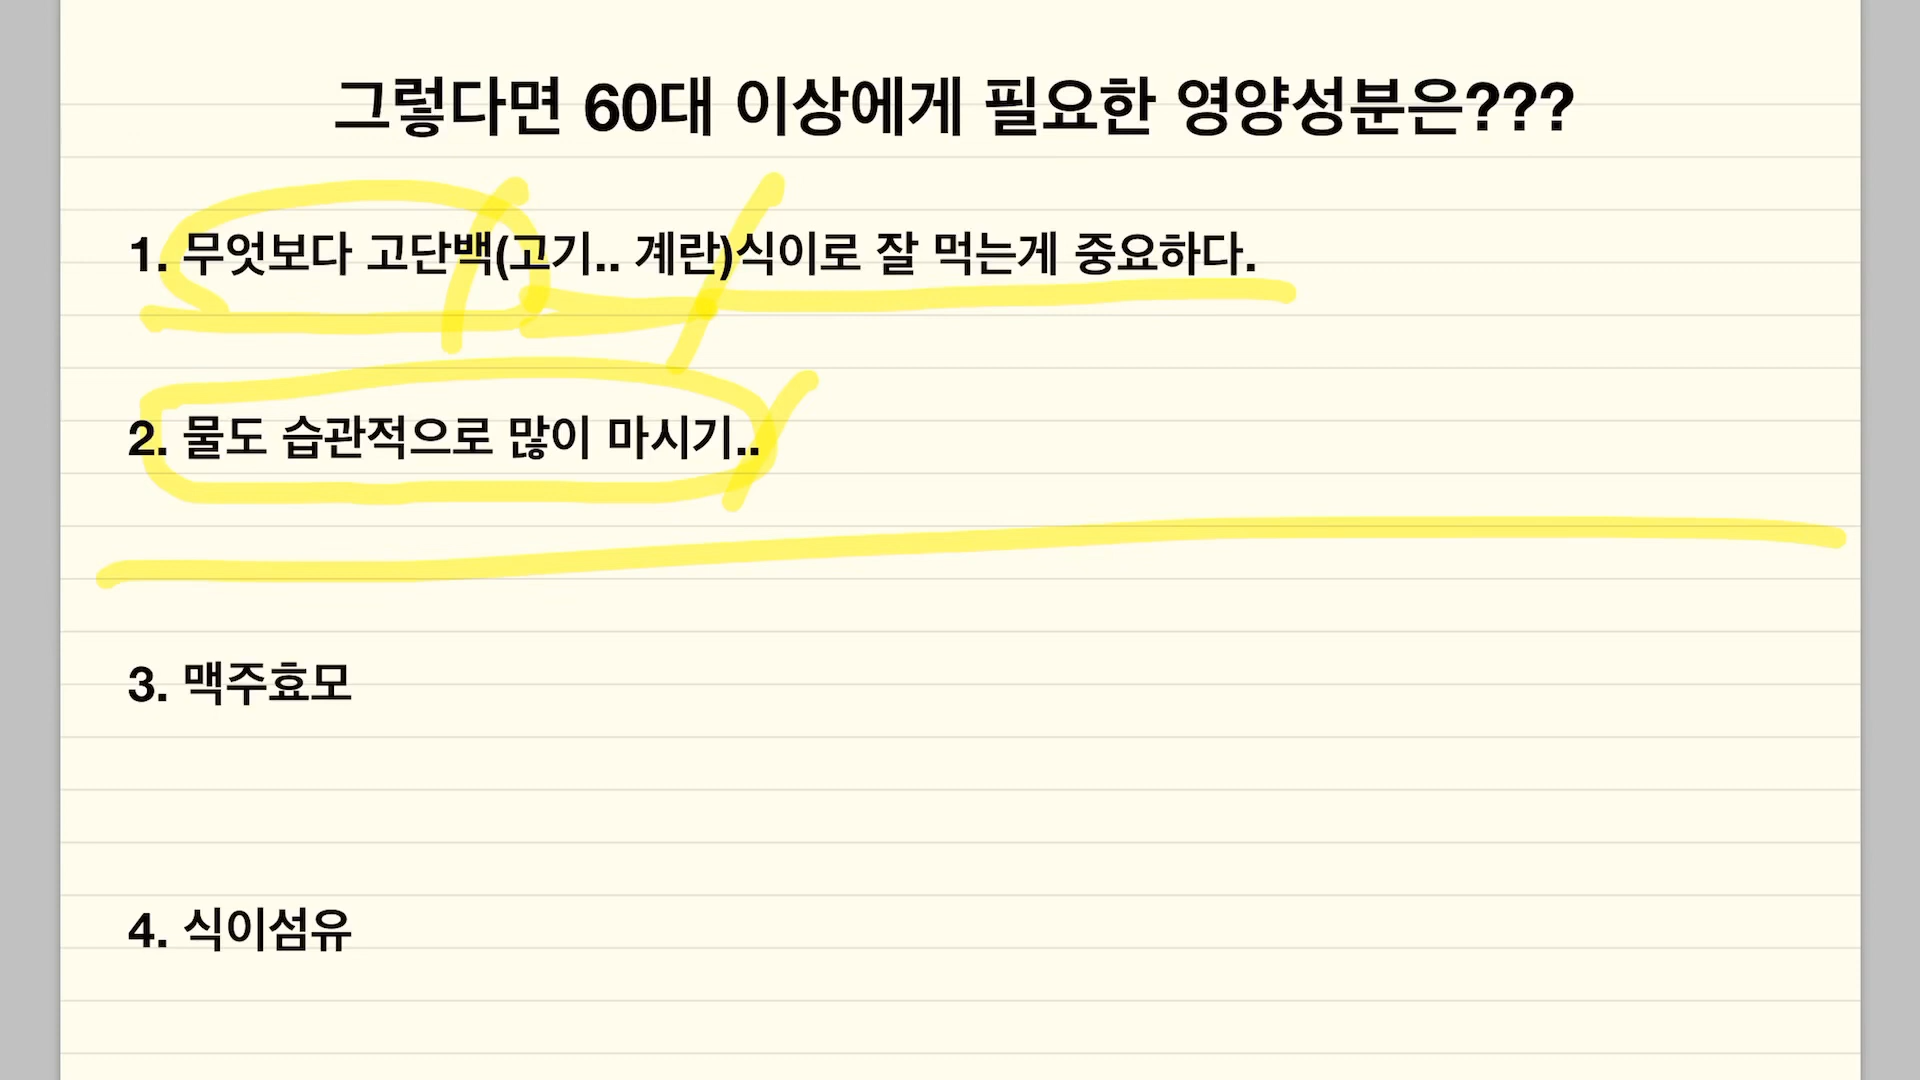 그렇다면 60대 이상에게 필요한 영양성분은???
1. 무엇보다 고단백(고기.. 계란)식이로 잘 먹는게 중요하다.
2. 물도 습관적으로 많이 마시기..
3. 맥주효모
4. 식이섬유